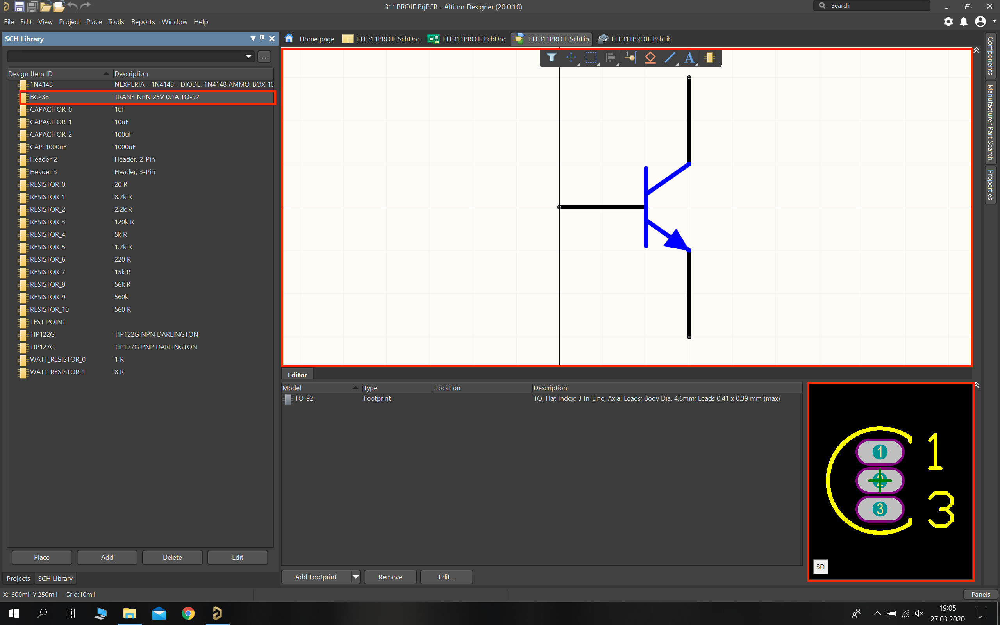 311PROJE.PrjPCB - Altium Designer (20.0.10)
Search
File Edit View Project Place Tools Reports Window Help
SCH Library
Home page
ELE311PROJE.SchDoc
ELE311PROJE.PcbDoc
ELE311PROJE.SchLib
ELE311PROJE.PcbLib
...
Design Item ID Description
1N4148 NEXPERIA - 1N4148 - DIODE, 1N4148 AMMO-BOX 10
BC238 TRANS NPN 25V 0.1A TO-92
CAPACITOR_0 1uF
CAPACITOR_1 10uF
CAPACITOR_2 100uF
CAP_1000uF 1000uF
Header 2 Header, 2-Pin
Header 3 Header, 3-Pin
RESISTOR_0 20 R
RESISTOR_1 8.2k R
RESISTOR_2 2.2k R
RESISTOR_3 120k R
RESISTOR_4 5k R
RESISTOR_5 1.2k R
RESISTOR_6 220 R
RESISTOR_7 15k R
RESISTOR_8 56k R
RESISTOR_9 560k
RESISTOR_10 560 R
TEST POINT
TIP122G TIP122G NPN DARLINGTON
TIP127G TIP127G PNP DARLINGTON
WATT_RESISTOR_0 1 R
WATT_RESISTOR_1 8 R
Place Add Delete Edit
Projects SCH Library
Components
Manufacturer Part Search
Properties
Editor
Model Type Location Description
TO-92 Footprint TO, Flat Index; 3 In-Line, Axial Leads; Body Dia. 4.6mm; Leads 0.41 x 0.39 mm (max)
1
2
3
1
3
3D
Add Footprint Remove Edit...
X:-600mil Y:250mil Grid:10mil
Panels
19:05
27.03.2020